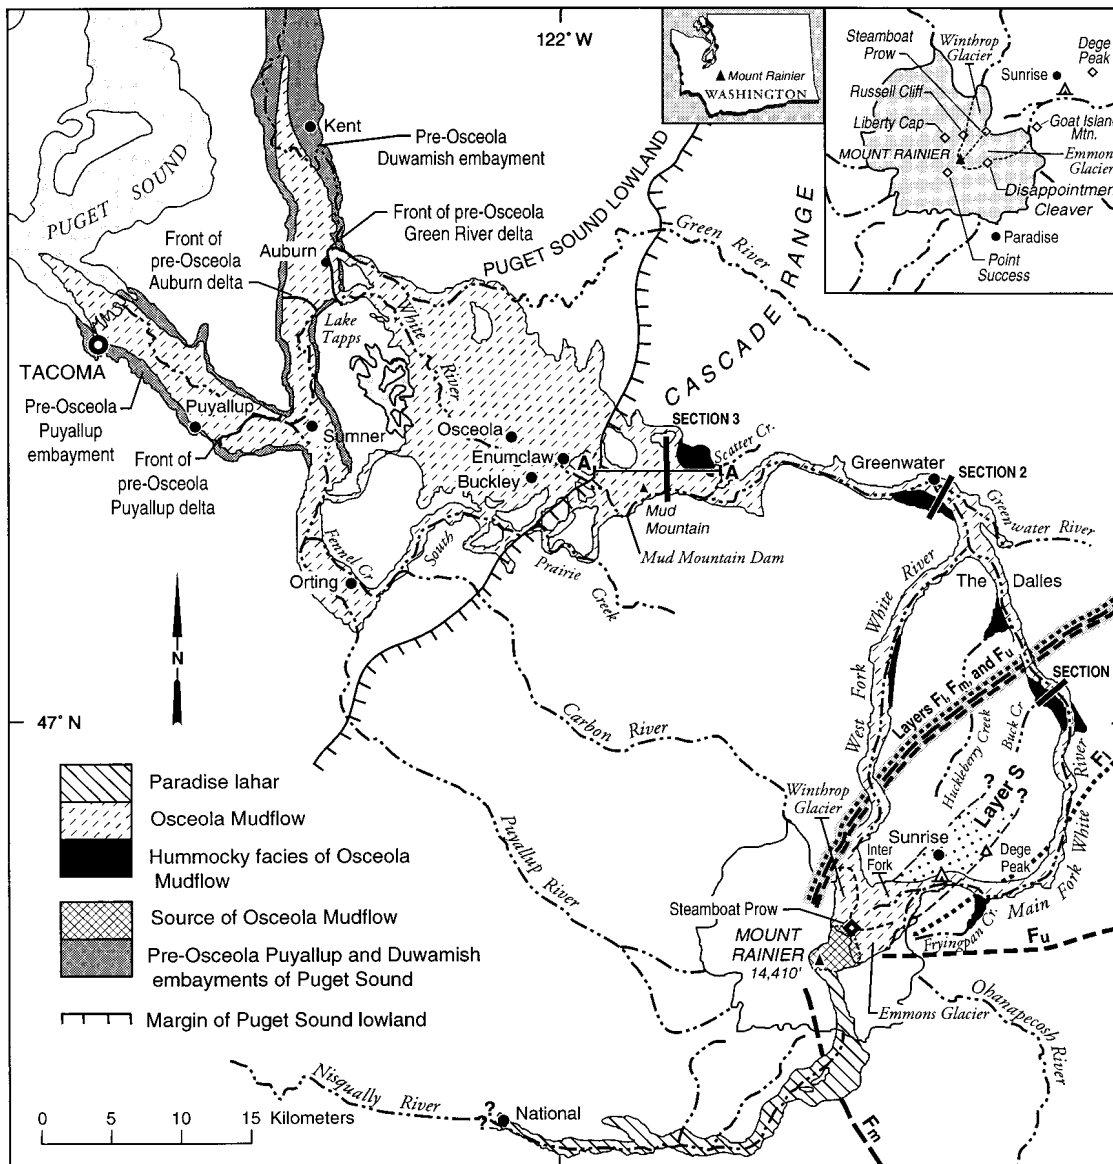 122° W
Mount Rainier
WASHINGTON
Steamboat
Prow
Winthrop
Glacier
Dege
Peak
Sunrise
Russell Cliff
Liberty Cap
Goat Island
Mtn.
MOUNT RAINIER
Emmons
Glacier
Disappointment
Cleaver
Paradise
Point
Success
Kent
Pre-Osceola
Duwamish embayment
PUGET SOUND
PUGET SOUND LOWLAND
CASCADE RANGE
Green River
Front of pre-Osceola
Green River delta
Front of
pre-Osceola
Auburn delta
Auburn
Lake
Tapps
White
River
TACOMA
Pre-Osceola
Puyallup
embayment
Puyallup
Sumner
Front of
pre-Osceola
Puyallup delta
Osceola
Enumclaw
Buckley
SECTION 3
Scatter Cr.
A
A
Mud
Mountain
Mud Mountain Dam
Greenwater
SECTION 2
Greenwater River
The Dalles
Fennel Cr.
South
Prairie
Creek
Orting
N
West Fork White River
Layers Fl, Fm, and Fu
SECTION
Huckleberry Creek
Buck Cr.
Fl
47° N
Carbon River
Puyallup River
Winthrop
Glacier
?
?
Layer S
Sunrise
Inter
Fork
Dege
Peak
Main Fork White River
Fryingpan Cr.
Fu
Steamboat Prow
MOUNT
RAINIER
14,410'
Emmons Glacier
Ohanapecosh River
Paradise lahar
Osceola Mudflow
Hummocky facies of Osceola
Mudflow
Source of Osceola Mudflow
Pre-Osceola Puyallup and Duwamish
embayments of Puget Sound
Margin of Puget Sound lowland
Nisqually River
?
?
National
Fm
0 5 10 15 Kilometers